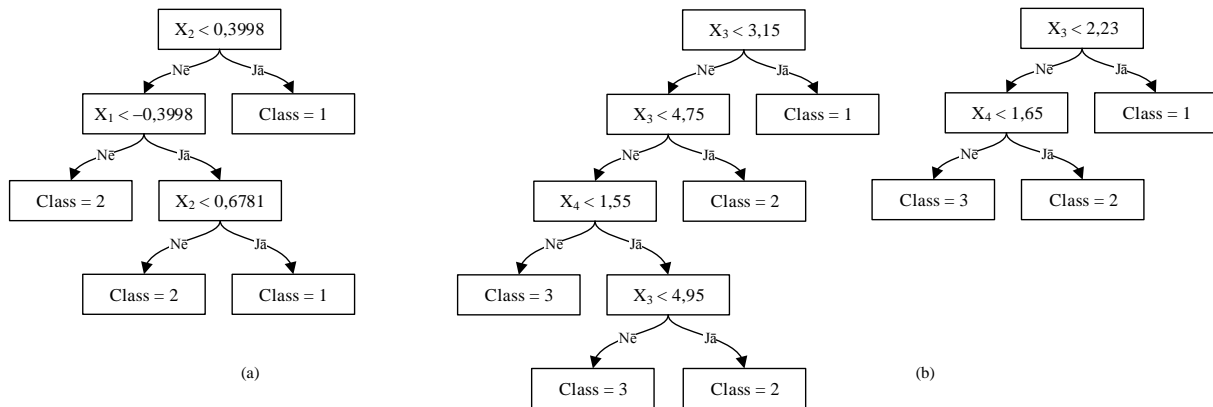 X₂ < 0,3998
Nē
Jā
X₁ < −0,3998
Class = 1
Nē
Jā
Class = 2
X₂ < 0,6781
Nē
Jā
Class = 2
Class = 1
(a)
X₃ < 3,15
Nē
Jā
X₃ < 4,75
Class = 1
Nē
Jā
X₄ < 1,55
Class = 2
Nē
Jā
Class = 3
X₃ < 4,95
Nē
Jā
Class = 3
Class = 2
X₃ < 2,23
Nē
Jā
X₄ < 1,65
Class = 1
Nē
Jā
Class = 3
Class = 2
(b)